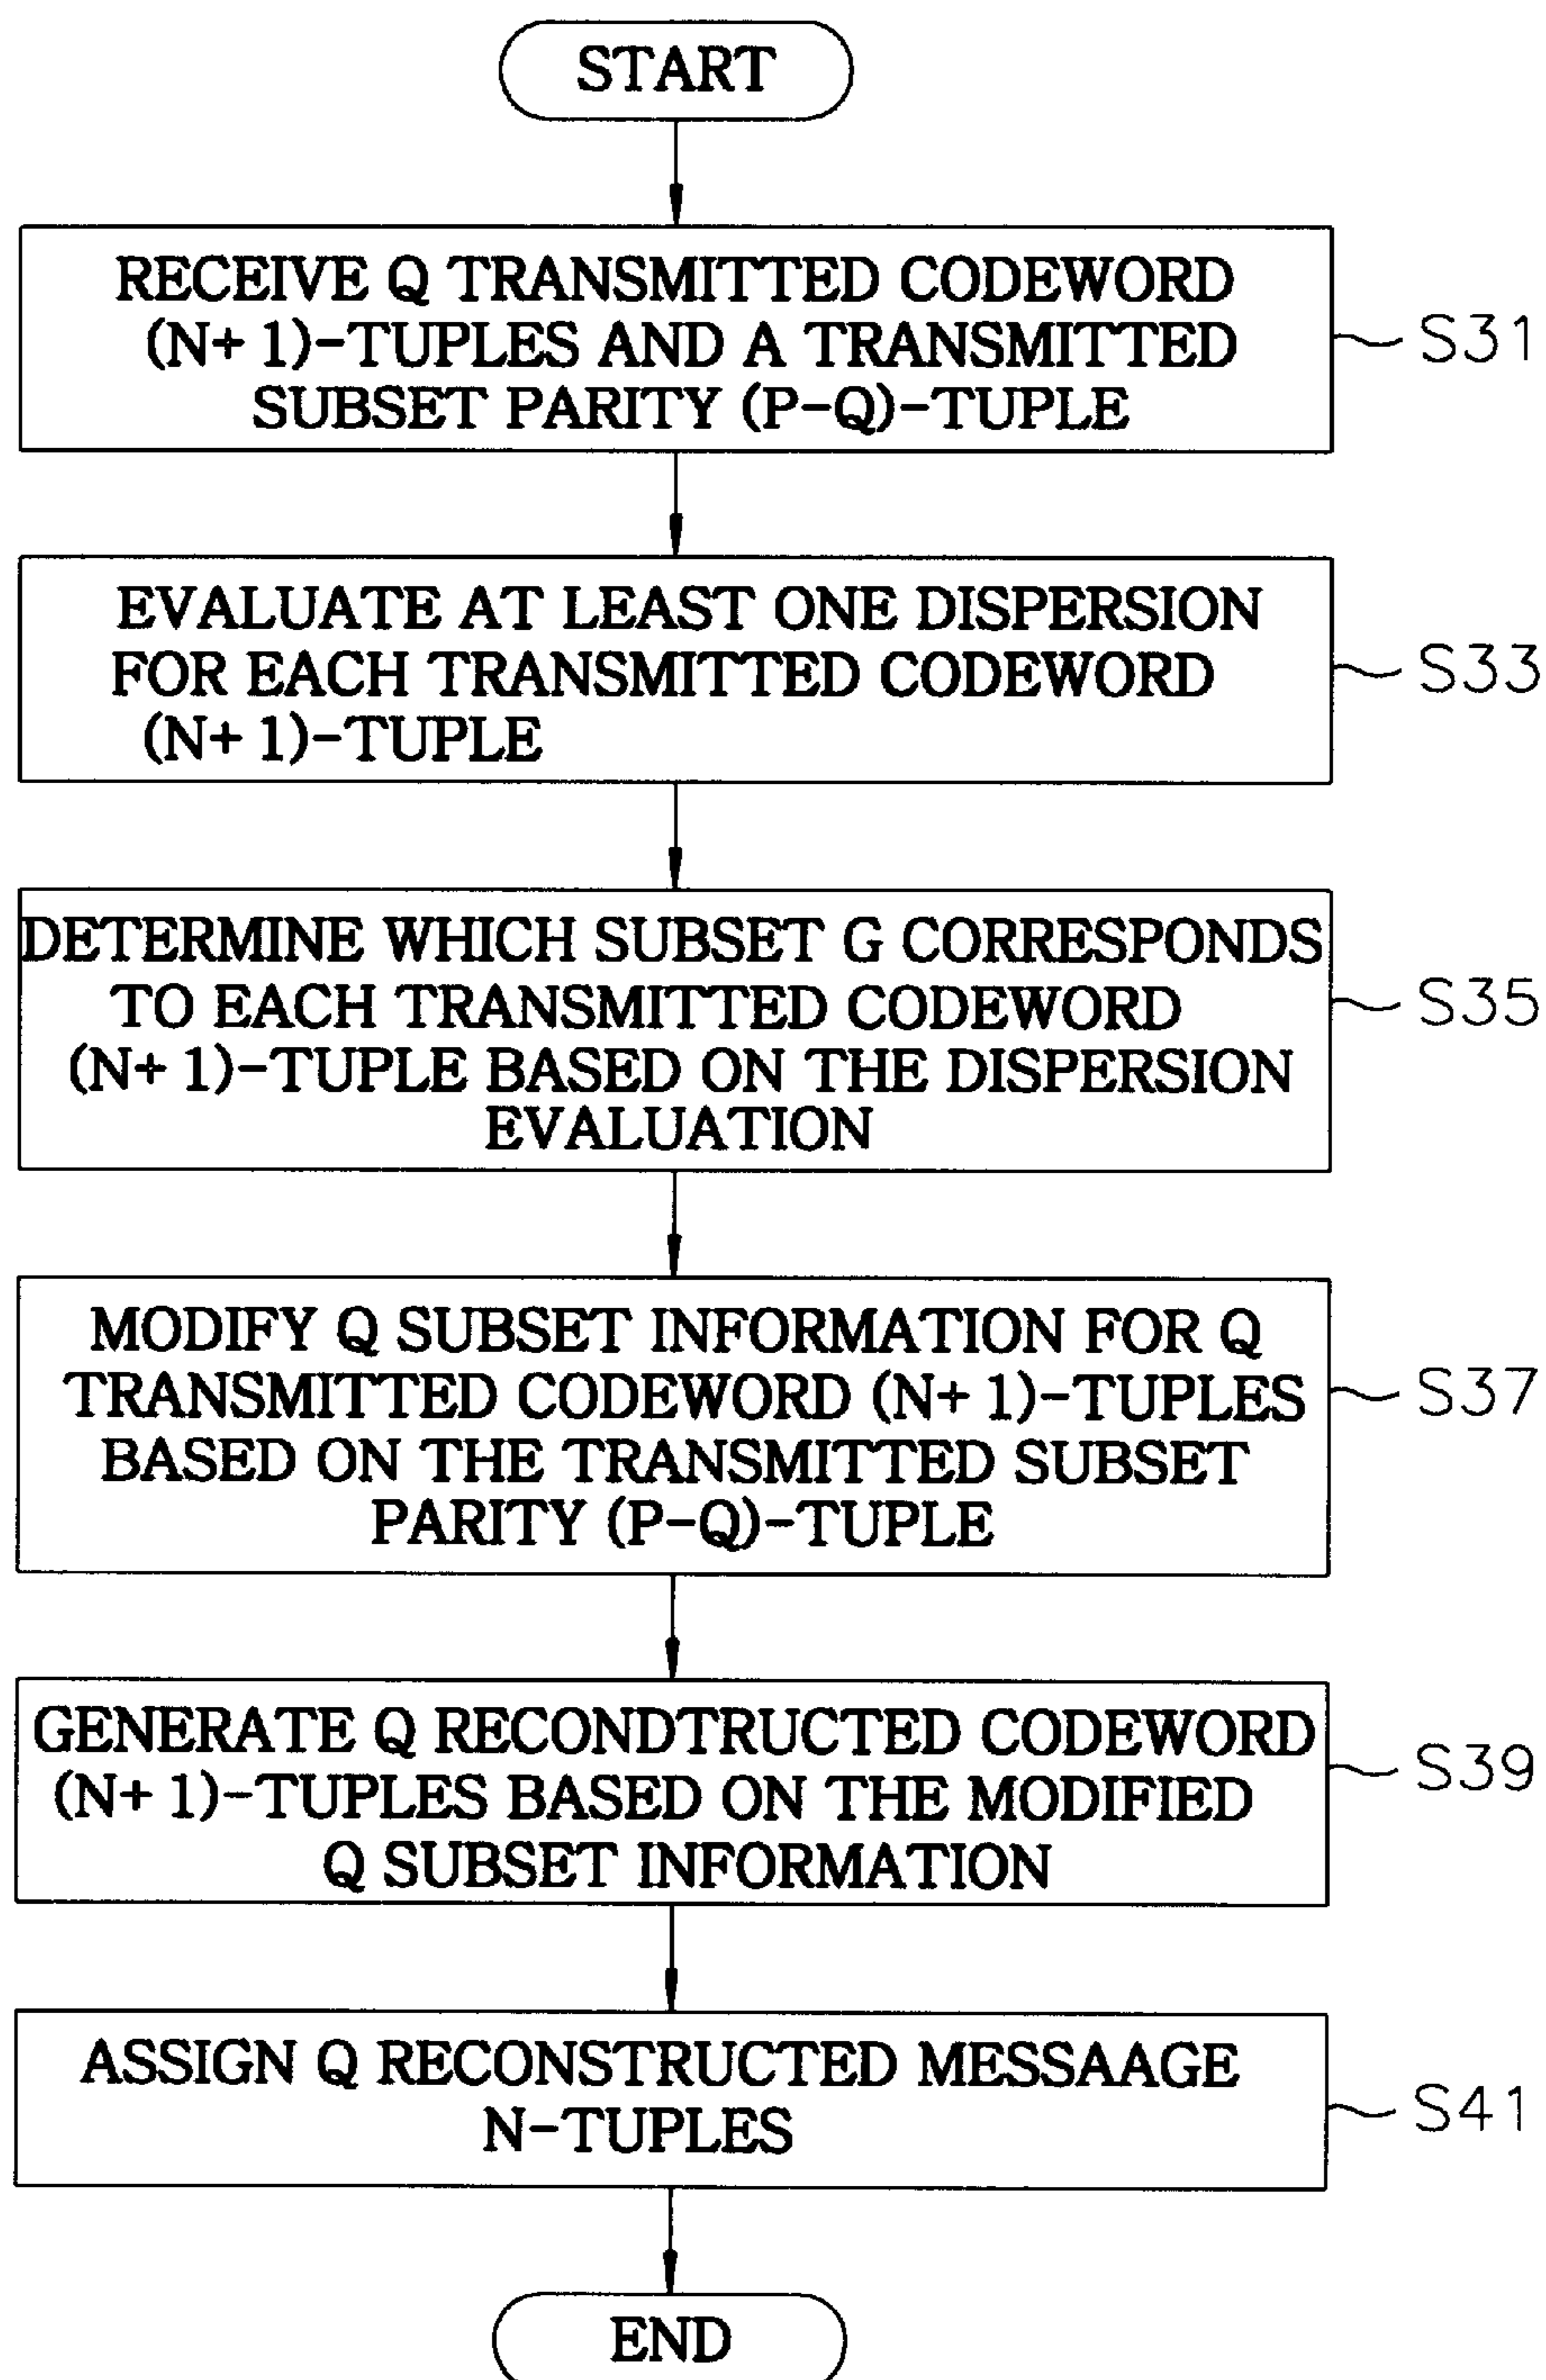 START
RECEIVE Q TRANSMITTED CODEWORD
(N+ 1)-TUPLES AND A TRANSMITTED
SUBSET PARITY (P-Q)-TUPLE
S31
EVALUATE AT LEAST ONE DISPERSION
FOR EACH TRANSMITTED CODEWORD
(N+ 1)-TUPLE
S33
DETERMINE WHICH SUBSET G CORRESPONDS
TO EACH TRANSMITTED CODEWORD
(N+ 1)-TUPLE BASED ON THE DISPERSION
EVALUATION
S35
MODIFY Q SUBSET INFORMATION FOR Q
TRANSMITTED CODEWORD (N+ 1)-TUPLES
BASED ON THE TRANSMITTED SUBSET
PARITY (P-Q)-TUPLE
S37
GENERATE Q RECONDTRUCTED CODEWORD
(N+ 1)-TUPLES BASED ON THE MODIFIED
Q SUBSET INFORMATION
S39
ASSIGN Q RECONSTRUCTED MESSAAGE
N-TUPLES
S41
END